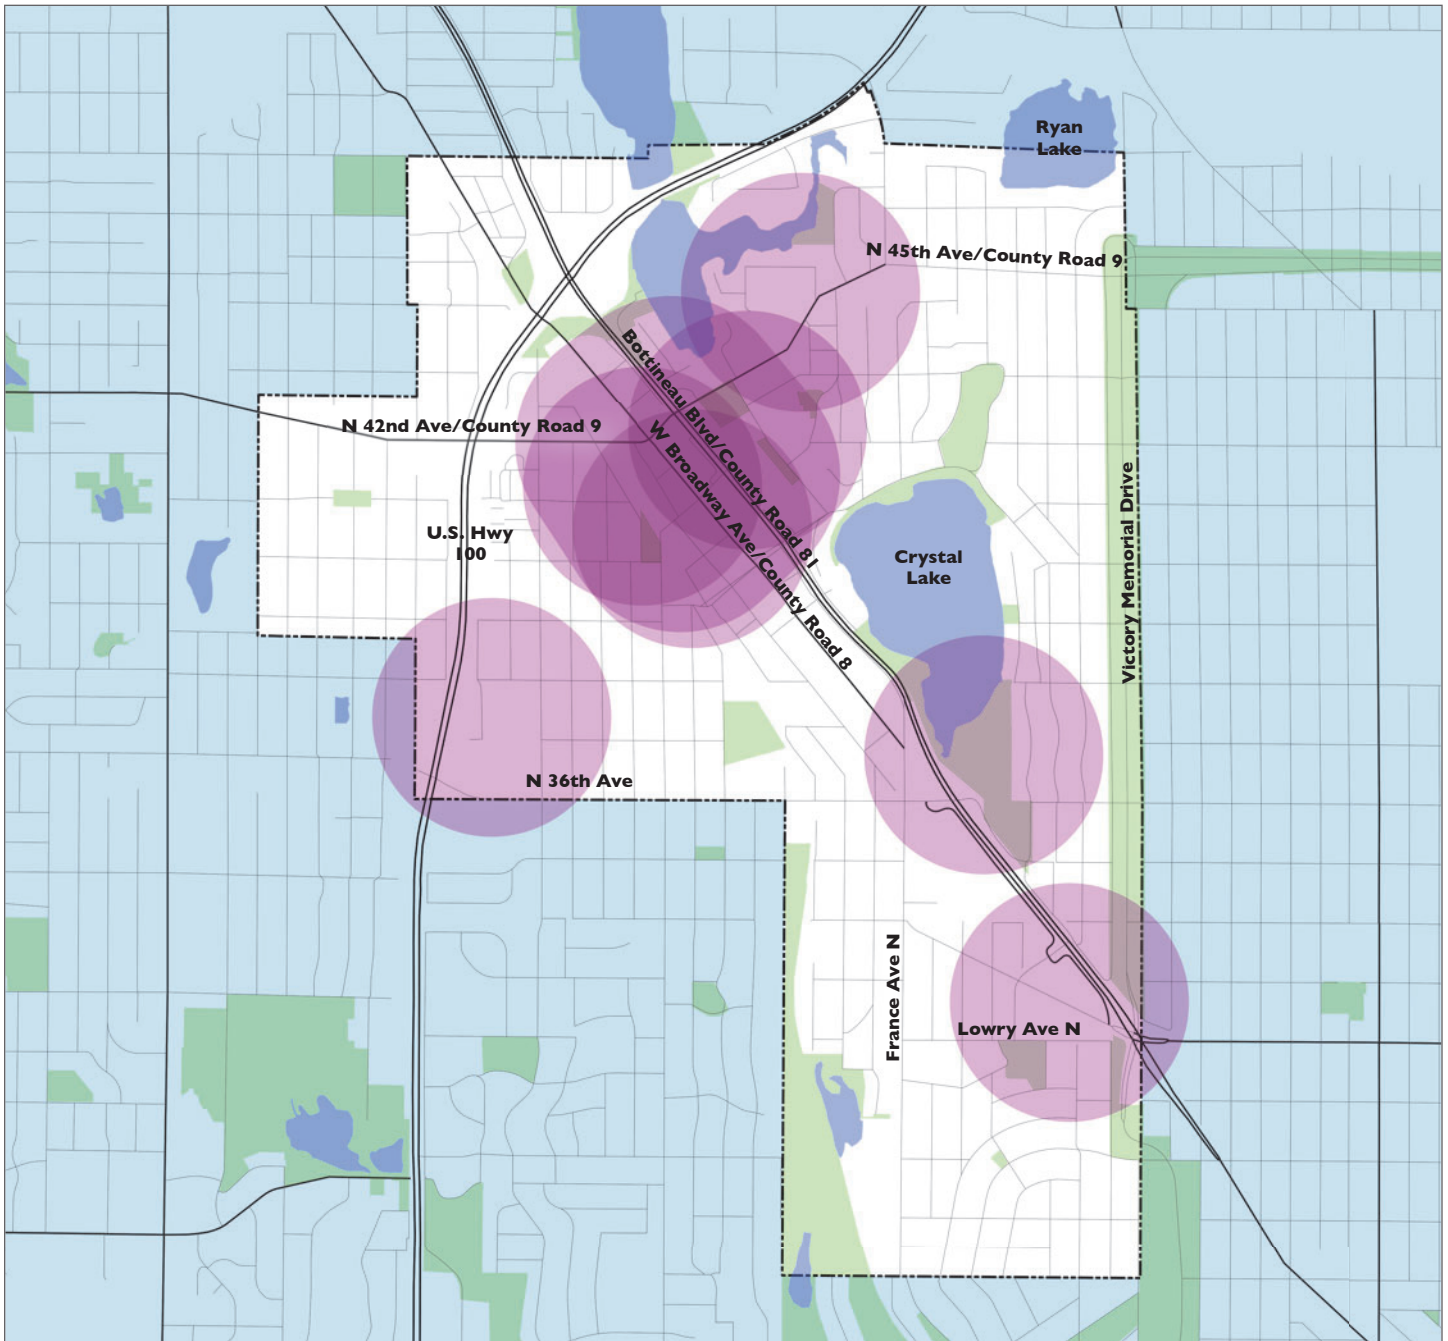 Ryan
Lake
N 45th Ave/County Road 9
Bottineau Blvd/County Road 81
N 42nd Ave/County Road 9
W Broadway Ave/County Road 8
U.S. Hwy
100
Crystal
Lake
Victory Memorial Drive
N 36th Ave
France Ave N
Lowry Ave N